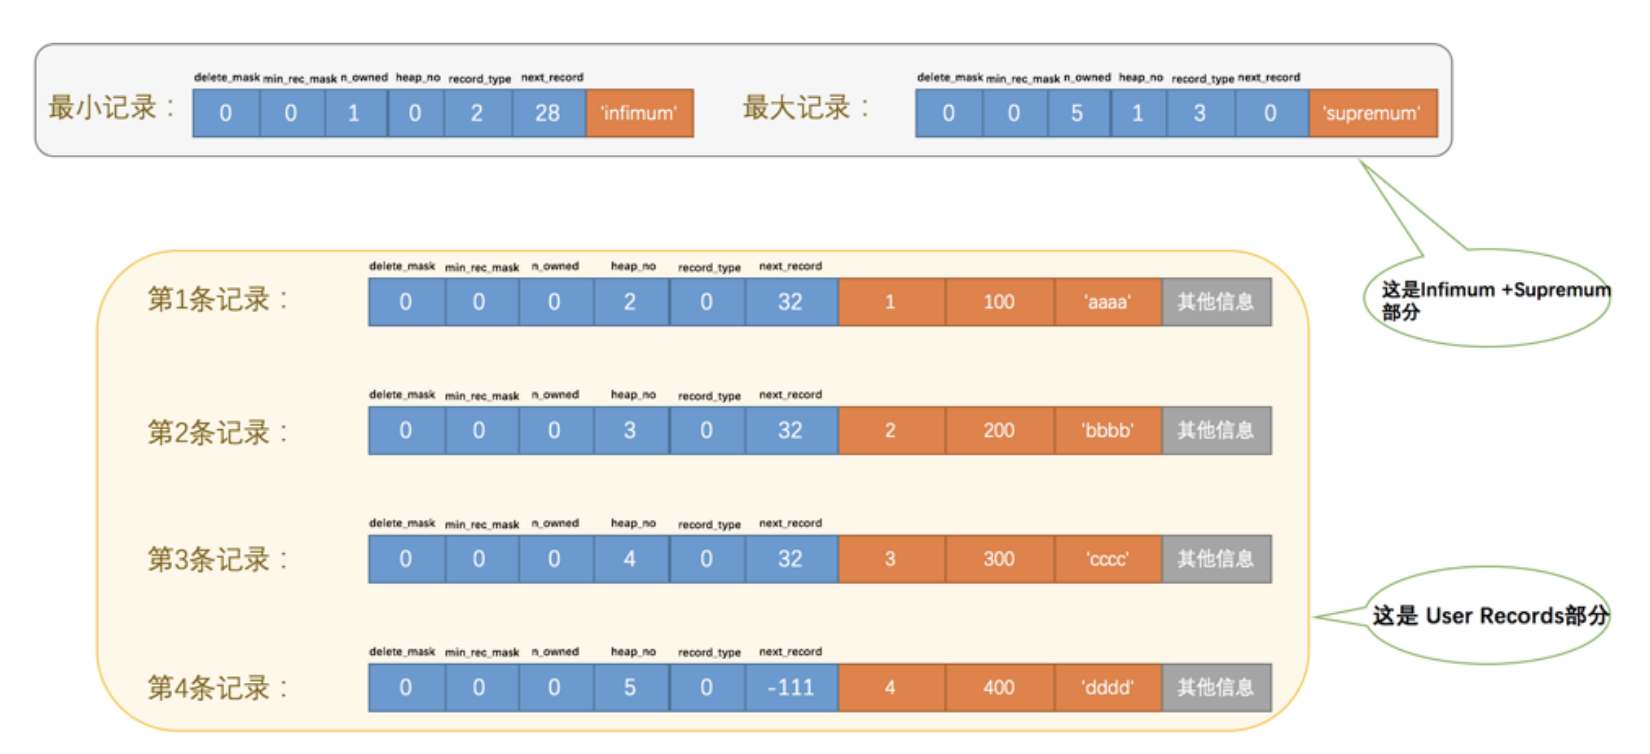 delete_mask min_rec_mask n_owned heap_no record_type next_record
最小记录： 0 0 1 0 2 28 'infimum'
delete_mask min_rec_mask n_owned heap_no record_type next_record
最大记录： 0 0 5 1 3 0 'supremum'
这是Infimum +Supremum
部分
delete_mask min_rec_mask n_owned heap_no record_type next_record
第1条记录： 0 0 0 2 0 32 1 100 'aaaa' 其他信息
delete_mask min_rec_mask n_owned heap_no record_type next_record
第2条记录： 0 0 0 3 0 32 2 200 'bbbb' 其他信息
delete_mask min_rec_mask n_owned heap_no record_type next_record
第3条记录： 0 0 0 4 0 32 3 300 'cccc' 其他信息
这是 User Records部分
delete_mask min_rec_mask n_owned heap_no record_type next_record
第4条记录： 0 0 0 5 0 -111 4 400 'dddd' 其他信息